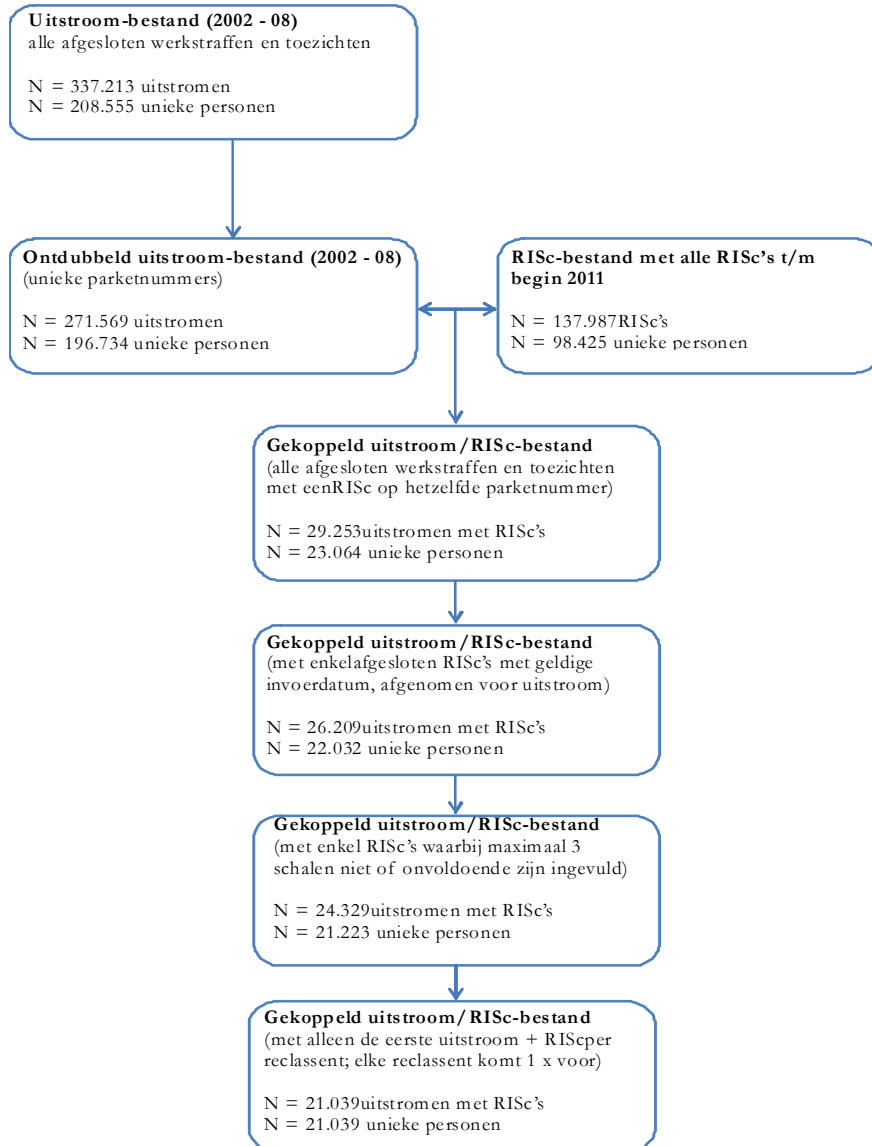 Uitstroom-bestand (2002 - 08)
alle afgesloten werkstraffen en toezichten
N = 337.213 uitstromen
N = 208.555 unieke personen
Ontdubbeld uitstroom-bestand (2002 - 08)
(unieke parketnummers)
N = 271.569 uitstromen
N = 196.734 unieke personen
RISc-bestand met alle RISc's t/m
begin 2011
N = 137.987RISc's
N = 98.425 unieke personen
Gekoppeld uitstroom/RISc-bestand
(alle afgesloten werkstraffen en toezichten
met eenRISc op hetzelfde parketnummer)
N = 29.253uitstromen met RISc's
N = 23.064 unieke personen
Gekoppeld uitstroom/RISc-bestand
(met enkelafgesloten RISc's met geldige
invoerdatum, afgenomen voor uitstroom)
N = 26.209uitstromen met RISc's
N = 22.032 unieke personen
Gekoppeld uitstroom/RISc-bestand
(met enkel RISc's waarbij maximaal 3
schalen niet of onvoldoende zijn ingevuld)
N = 24.329uitstromen met RISc's
N = 21.223 unieke personen
Gekoppeld uitstroom/RISc-bestand
(met alleen de eerste uitstroom + RIScper
reclassent; elke reclassent komt 1 x voor)
N = 21.039uitstromen met RISc's
N = 21.039 unieke personen